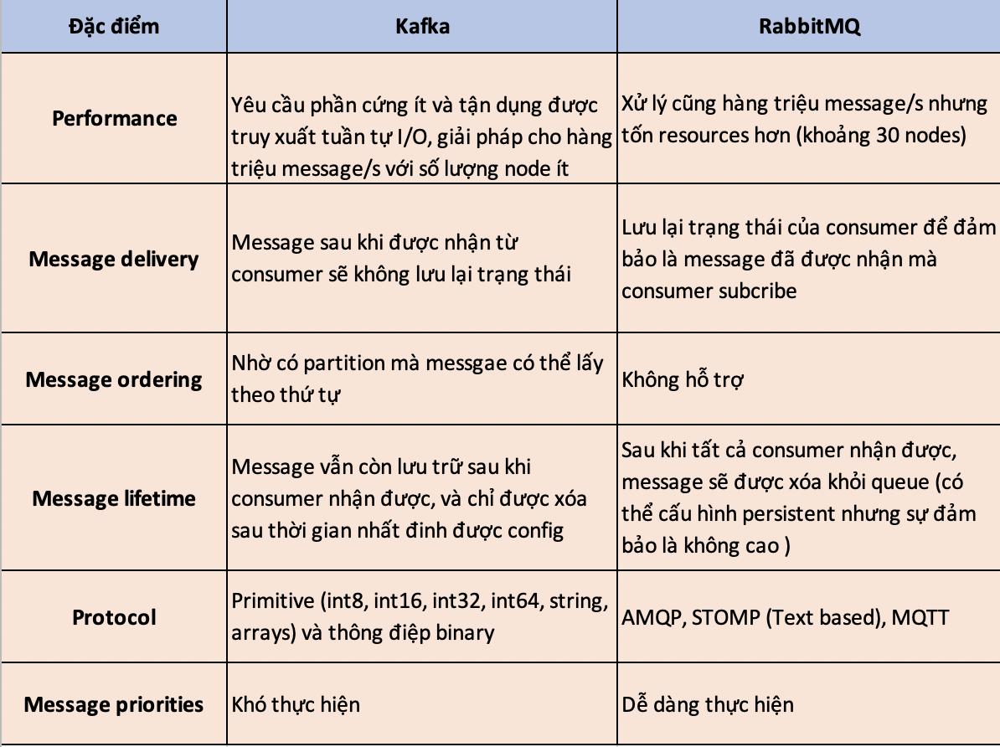 Đặc điểm
Kafka
RabbitMQ
Performance
Yêu cầu phần cứng ít và tận dụng được
truy xuất tuần tự I/O, giải pháp cho hàng
triệu message/s với số lượng node ít
Xử lý cũng hàng triệu message/s nhưng
tốn resources hơn (khoảng 30 nodes)
Message delivery
Message sau khi được nhận từ
consumer sẽ không lưu lại trạng thái
Lưu lại trạng thái của consumer để đảm
bảo là message đã được nhận mà
consumer subcribe
Message ordering
Nhờ có partition mà messgae có thể lấy
theo thứ tự
Không hỗ trợ
Message lifetime
Message vẫn còn lưu trữ sau khi
consumer nhận được, và chỉ được xóa
sau thời gian nhất đinh được config
Sau khi tất cả consumer nhận được,
message sẽ được xóa khỏi queue (có
thể cấu hình persistent nhưng sự đảm
bảo là không cao )
Protocol
Primitive (int8, int16, int32, int64, string,
arrays) và thông điệp binary
AMQP, STOMP (Text based), MQTT
Message priorities
Khó thực hiện
Dễ dàng thực hiện